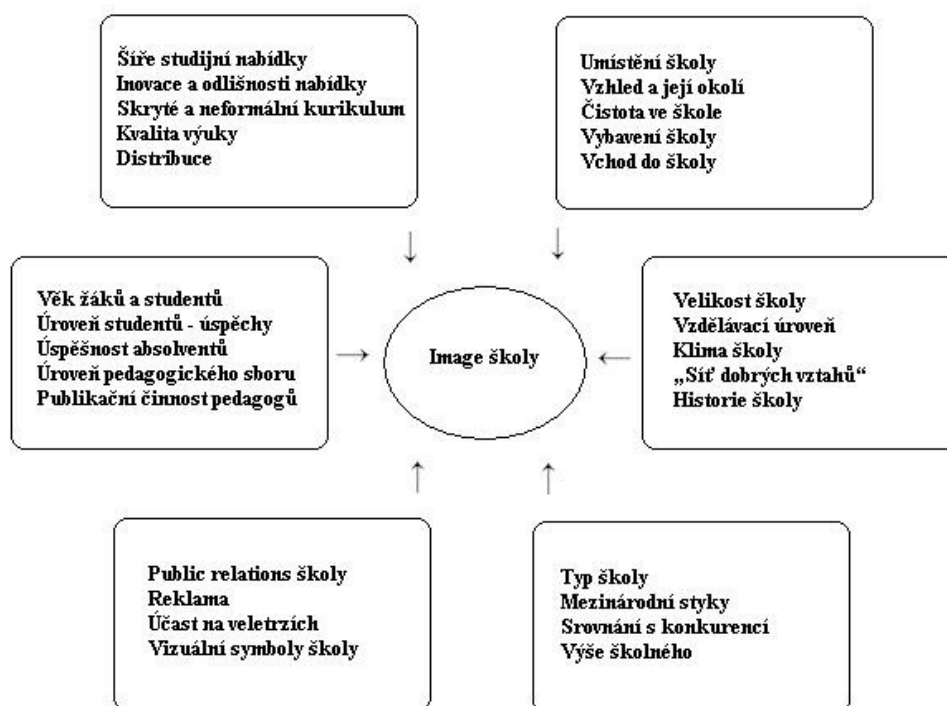 Šíře studijní nabídky
Inovace a odlišnosti nabídky
Skryté a neformální kurikulum
Kvalita výuky
Distribuce
Umístění školy
Vzhled a její okolí
Čistota ve škole
Vybavení školy
Vchod do školy
Věk žáků a studentů
Úroveň studentů - úspěchy
Úspěšnost absolventů
Úroveň pedagogického sboru
Publikační činnost pedagogů
Image školy
Velikost školy
Vzdělávací úroveň
Klima školy
„Síť dobrých vztahů“
Historie školy
Public relations školy
Reklama
Účast na veletrzích
Vizuální symboly školy
Typ školy
Mezinárodní styky
Srovnání s konkurencí
Výše školného